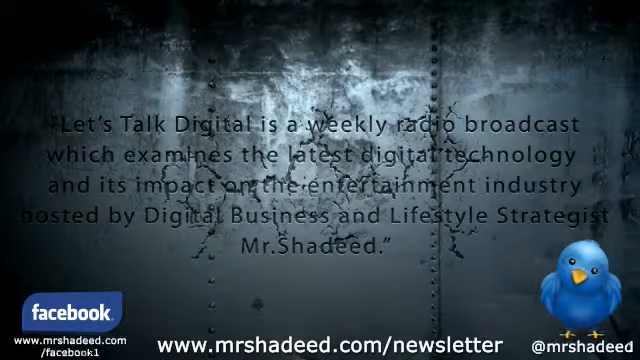 "Let's Talk Digital is a weekly radio broadcast
which examines the latest digital technology
and its impact on the entertainment industry
hosted by Digital Business and Lifestyle Strategist
Mr.Shadeed."
facebook
www.mrshadeed.com
/facebook1
www.mrshadeed.com/newsletter
@mrshadeed